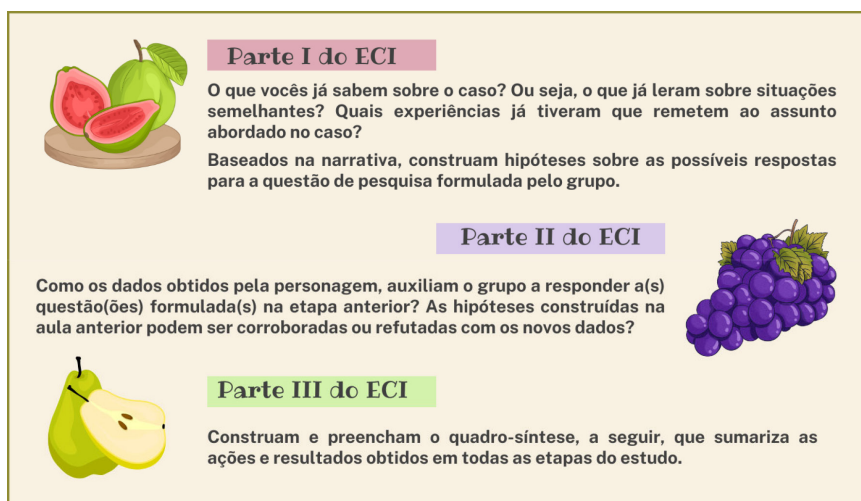 Parte I do ECI
O que vocês já sabem sobre o caso? Ou seja, o que já leram sobre situações
semelhantes? Quais experiências já tiveram que remetem ao assunto
abordado no caso?
Baseados na narrativa, construam hipóteses sobre as possíveis respostas
para a questão de pesquisa formulada pelo grupo.
Parte II do ECI
Como os dados obtidos pela personagem, auxiliam o grupo a responder a(s)
questão(ões) formulada(s) na etapa anterior? As hipóteses construídas na
aula anterior podem ser corroboradas ou refutadas com os novos dados?
Parte III do ECI
Construam e preencham o quadro-síntese, a seguir, que sumariza as
ações e resultados obtidos em todas as etapas do estudo.